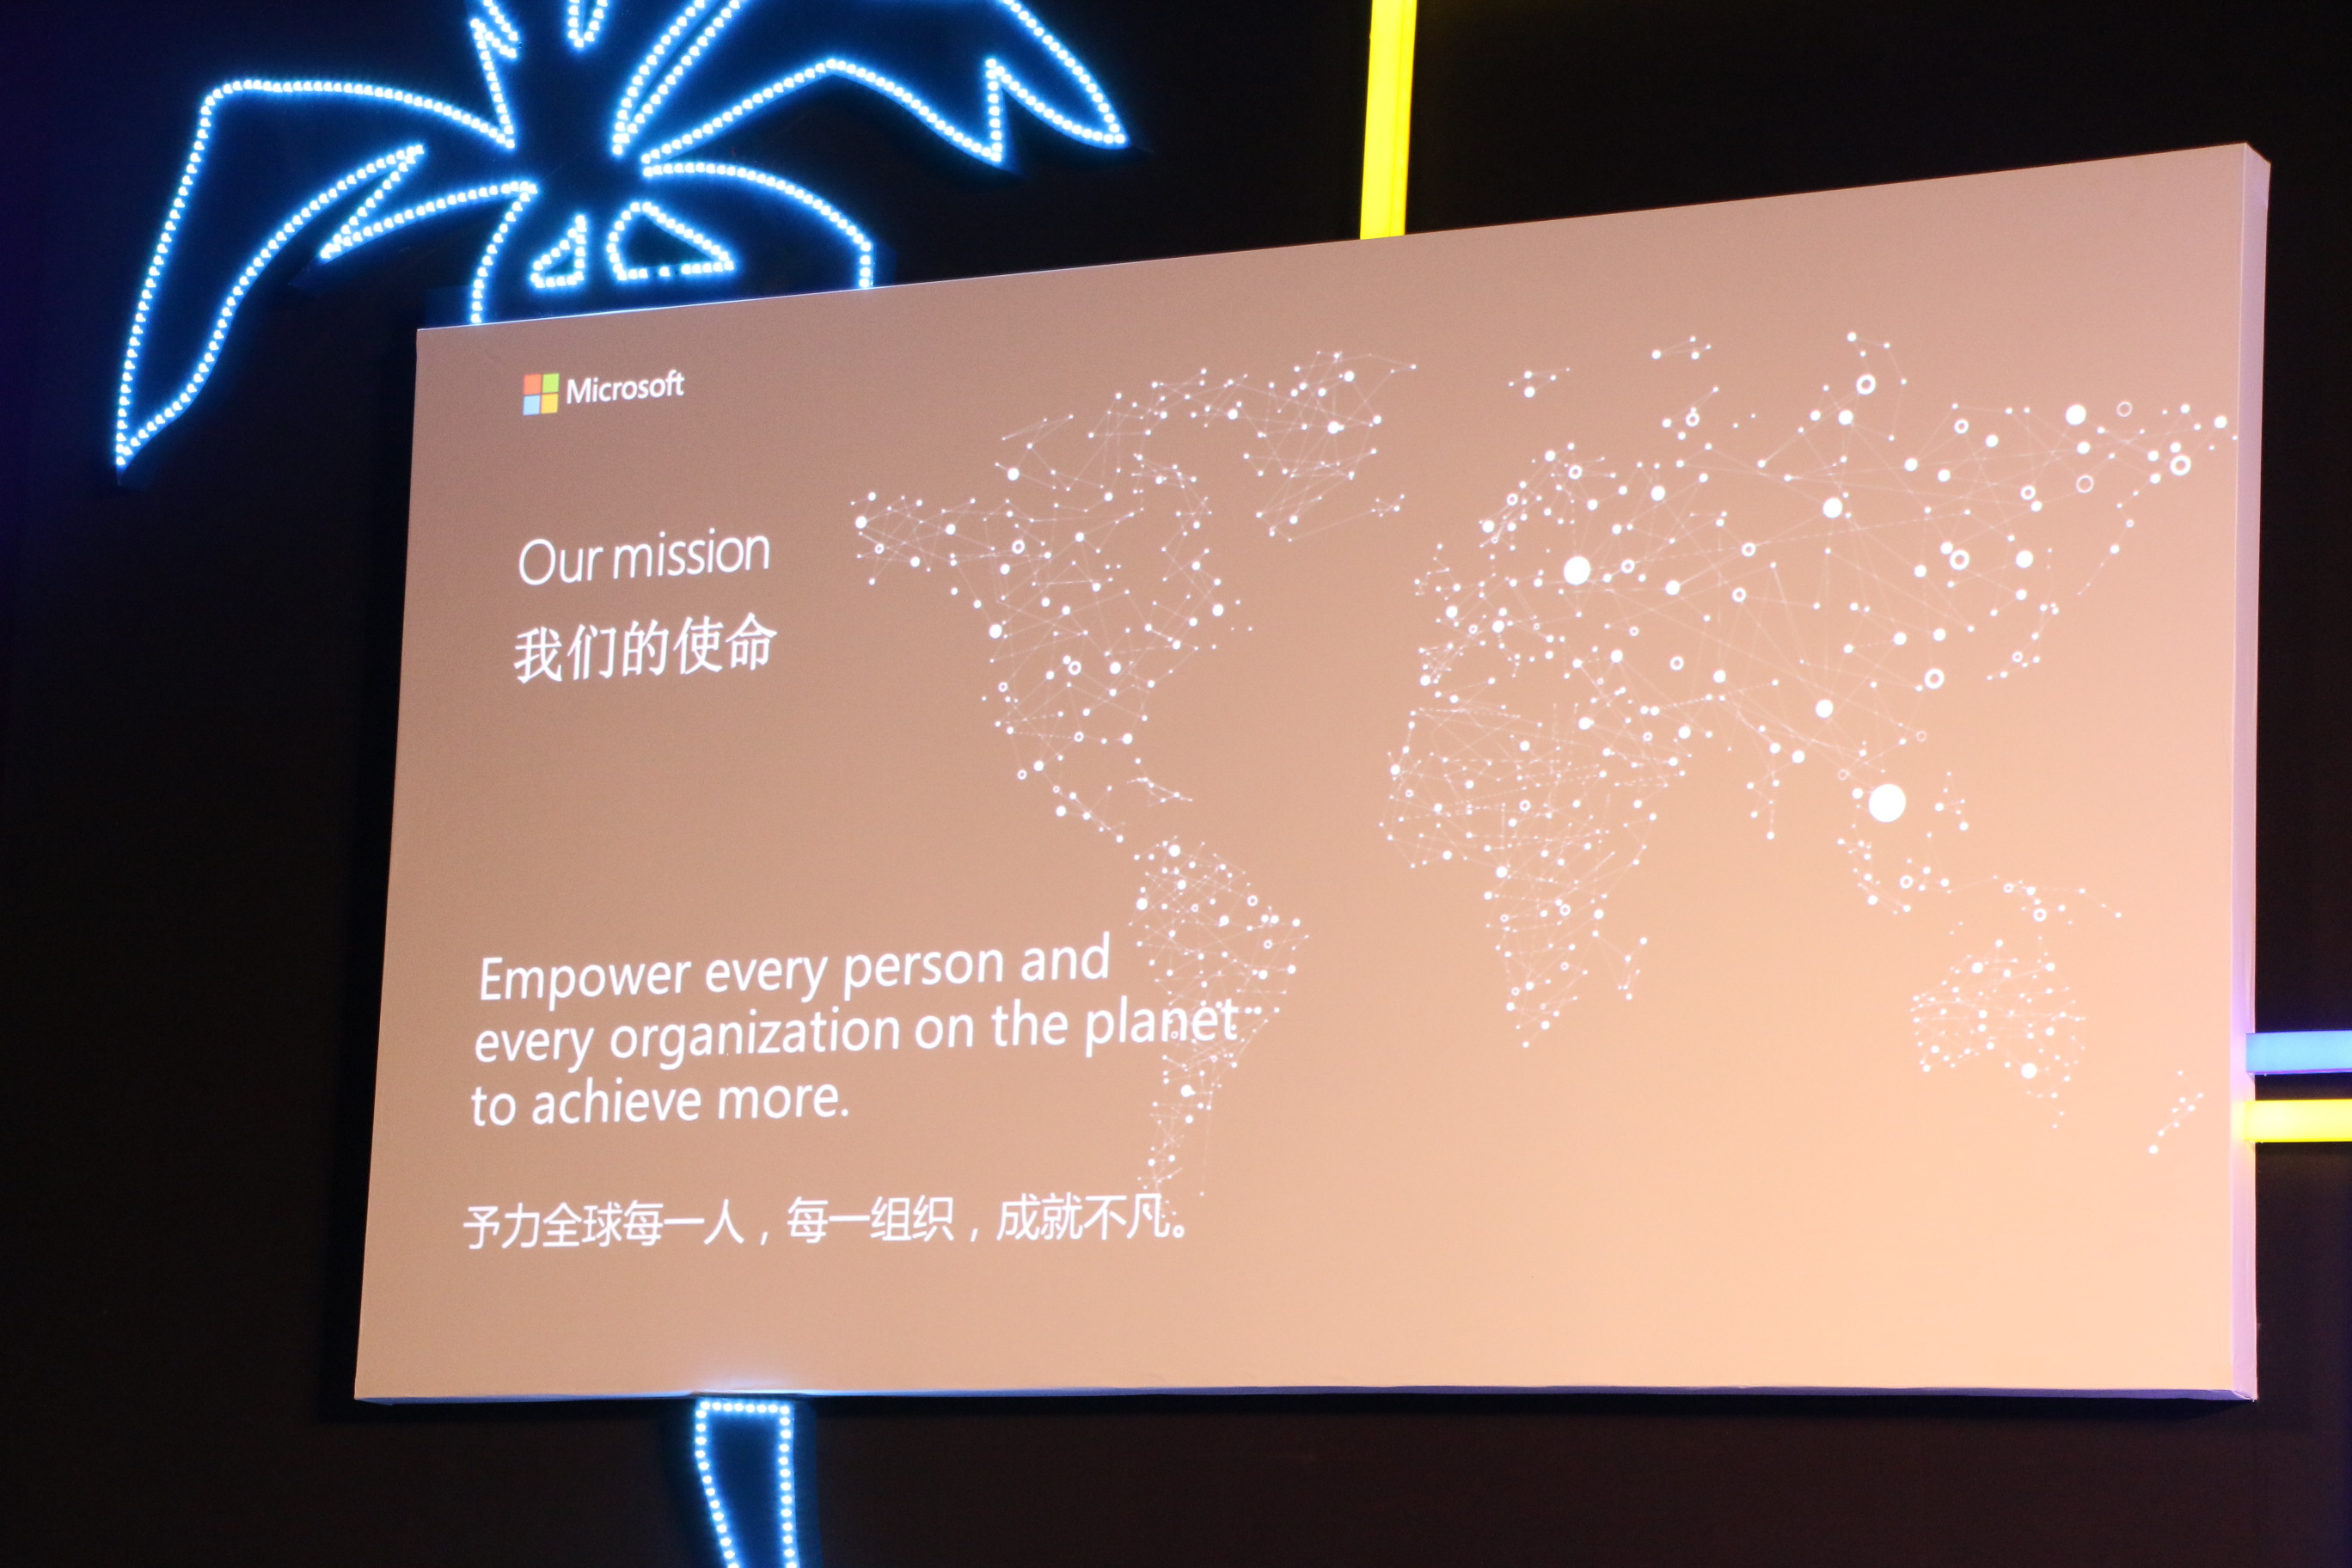 Microsoft
Our mission
我们的使命
Empower every person and
every organization on the planet
to achieve more.
予力全球每一人，每一组织，成就不凡。